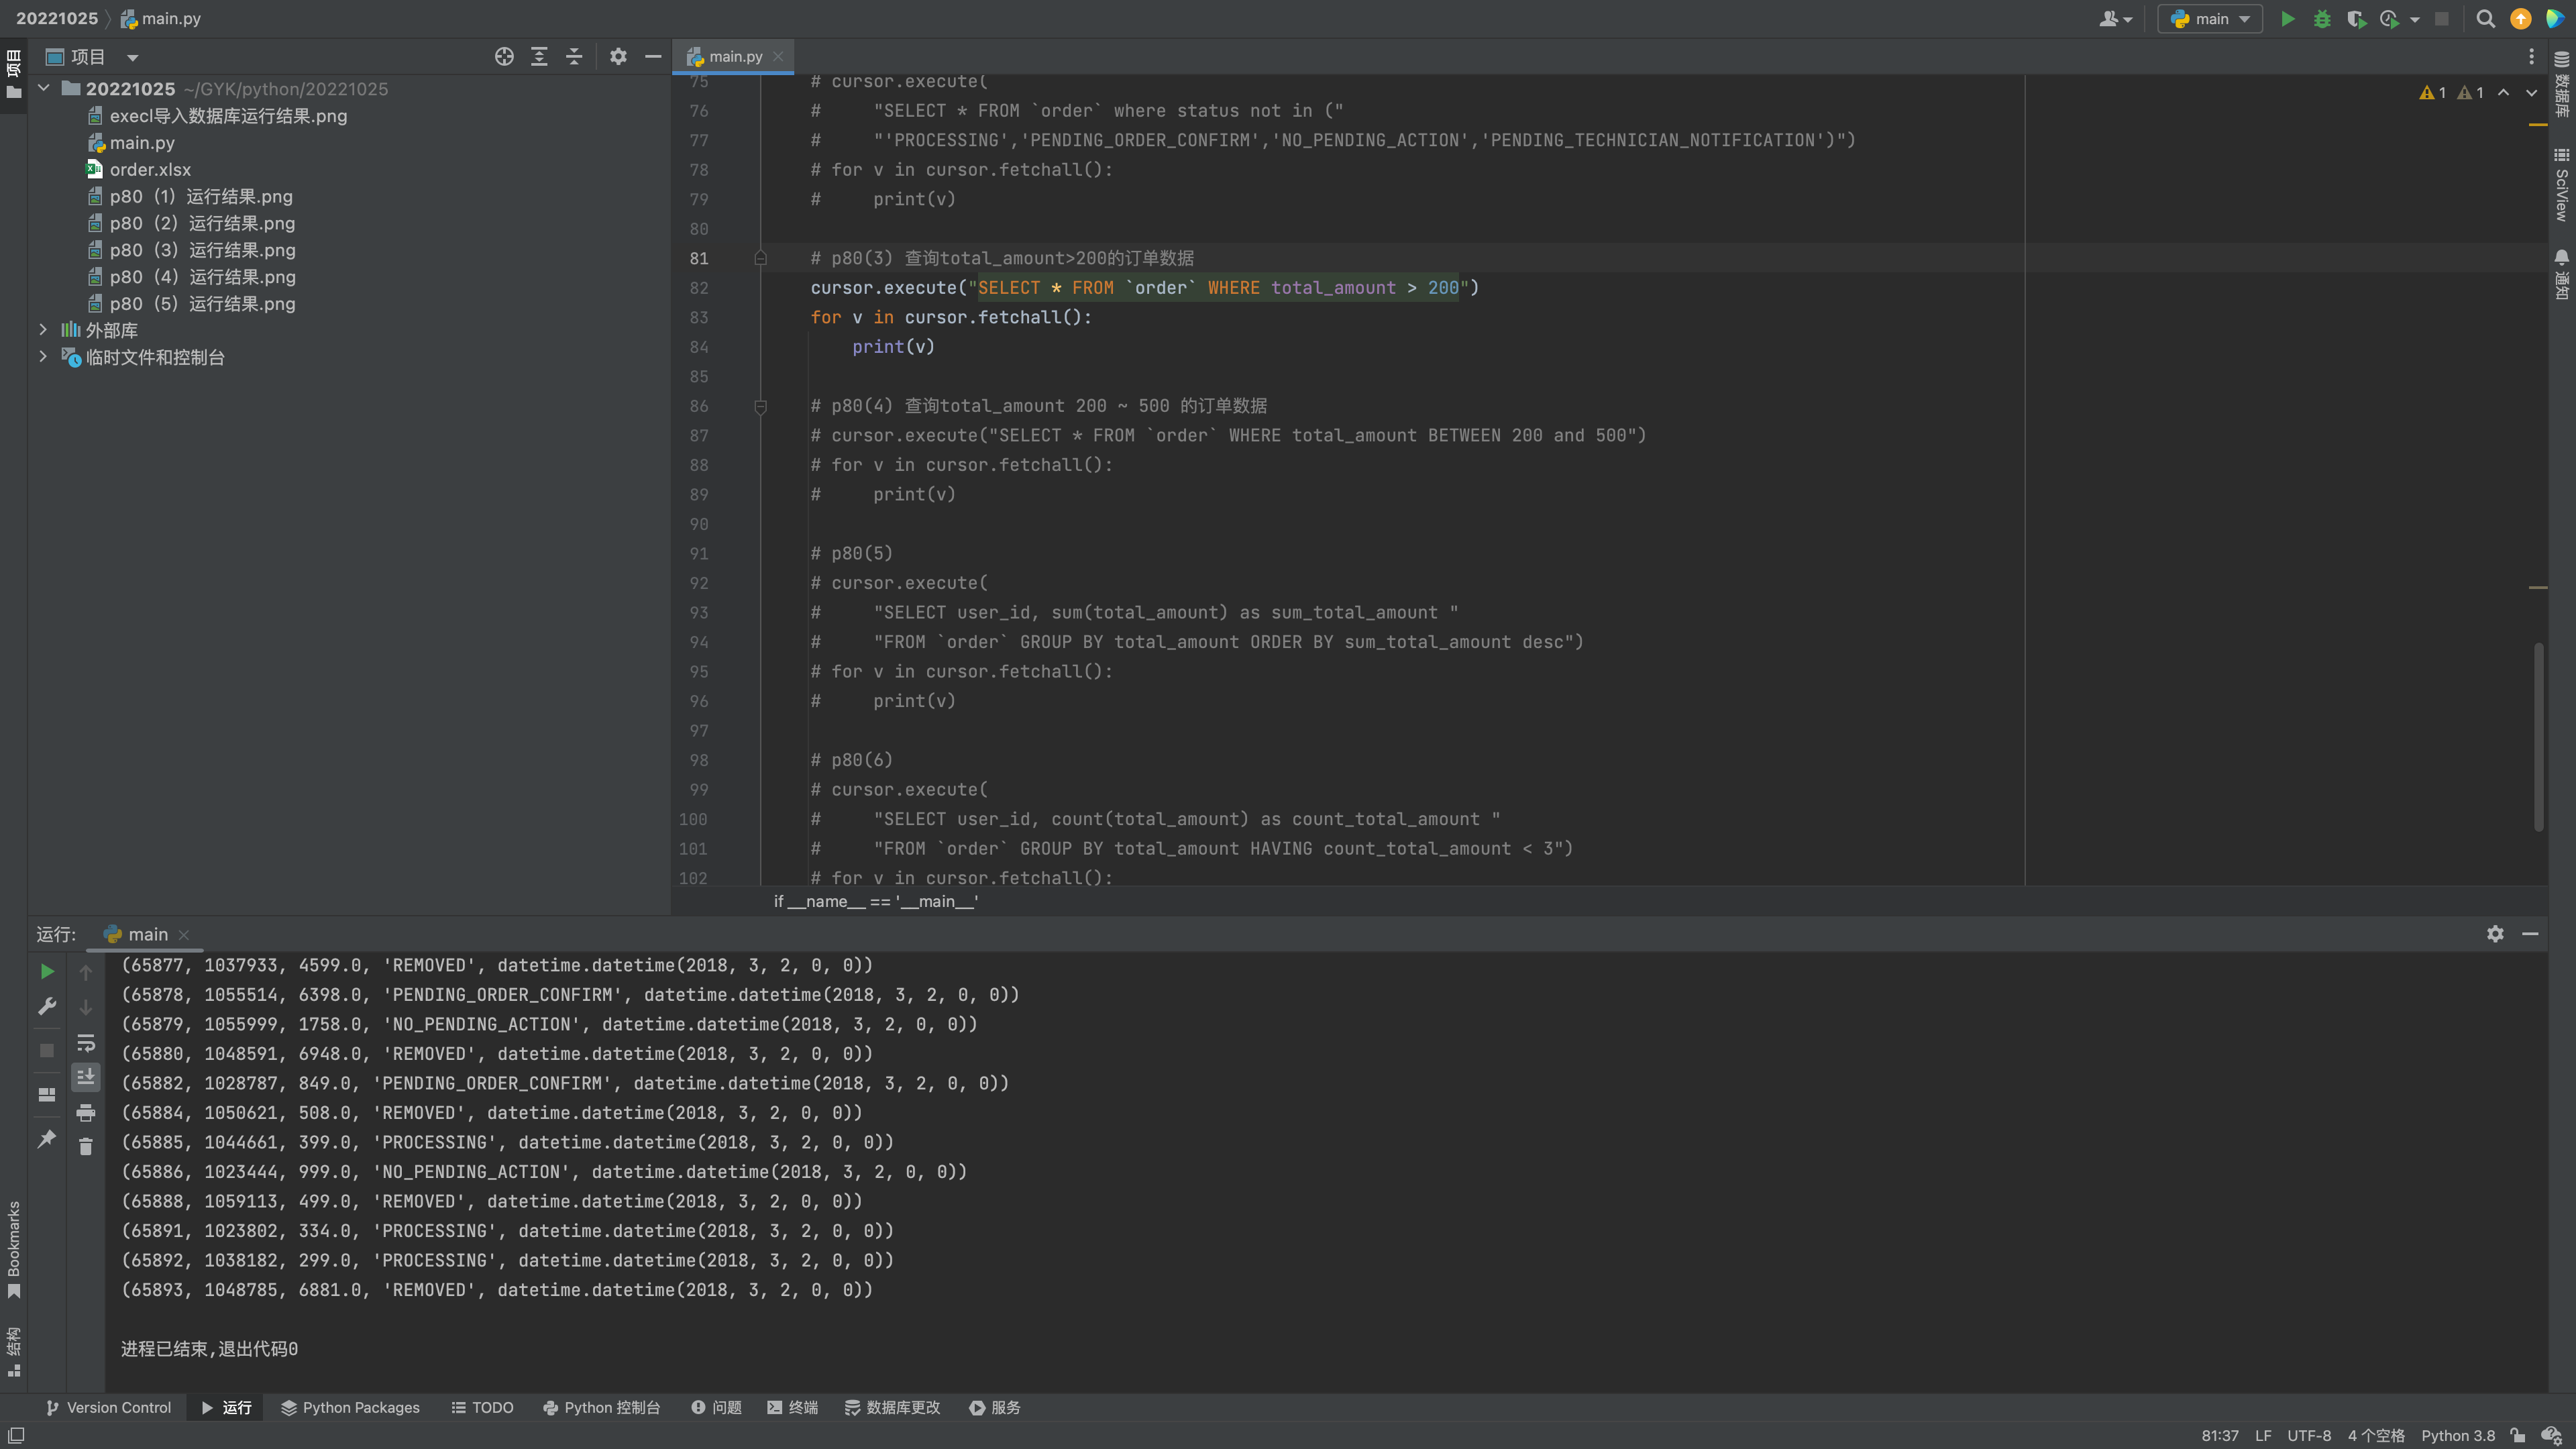 20221025 main.py
main
项目
main.py
项目
20221025 ~/GYK/python/20221025
execl导入数据库运行结果.png
main.py
order.xlsx
p80（1）运行结果.png
p80（2）运行结果.png
p80（3）运行结果.png
p80（4）运行结果.png
p80（5）运行结果.png
外部库
临时文件和控制台
75 # cursor.execute(
76 #     "SELECT * FROM `order` where status not in ("
77 #     "'PROCESSING','PENDING_ORDER_CONFIRM','NO_PENDING_ACTION','PENDING_TECHNICIAN_NOTIFICATION')")
78 # for v in cursor.fetchall():
79 #     print(v)
80
81 # p80(3) 查询total_amount>200的订单数据
82 cursor.execute("SELECT * FROM `order` WHERE total_amount > 200")
83 for v in cursor.fetchall():
84     print(v)
85
86 # p80(4) 查询total_amount 200 ~ 500 的订单数据
87 # cursor.execute("SELECT * FROM `order` WHERE total_amount BETWEEN 200 and 500")
88 # for v in cursor.fetchall():
89 #     print(v)
90
91 # p80(5)
92 # cursor.execute(
93 #     "SELECT user_id, sum(total_amount) as sum_total_amount "
94 #     "FROM `order` GROUP BY total_amount ORDER BY sum_total_amount desc")
95 # for v in cursor.fetchall():
96 #     print(v)
97
98 # p80(6)
99 # cursor.execute(
100 #     "SELECT user_id, count(total_amount) as count_total_amount "
101 #     "FROM `order` GROUP BY total_amount HAVING count_total_amount < 3")
102 # for v in cursor.fetchall():
1 1
数据库
SciView
通知
if __name__ == '__main__'
运行: main
(65877, 1037933, 4599.0, 'REMOVED', datetime.datetime(2018, 3, 2, 0, 0))
(65878, 1055514, 6398.0, 'PENDING_ORDER_CONFIRM', datetime.datetime(2018, 3, 2, 0, 0))
(65879, 1055999, 1758.0, 'NO_PENDING_ACTION', datetime.datetime(2018, 3, 2, 0, 0))
(65880, 1048591, 6948.0, 'REMOVED', datetime.datetime(2018, 3, 2, 0, 0))
(65882, 1028787, 849.0, 'PENDING_ORDER_CONFIRM', datetime.datetime(2018, 3, 2, 0, 0))
(65884, 1050621, 508.0, 'REMOVED', datetime.datetime(2018, 3, 2, 0, 0))
(65885, 1044661, 399.0, 'PROCESSING', datetime.datetime(2018, 3, 2, 0, 0))
(65886, 1023444, 999.0, 'NO_PENDING_ACTION', datetime.datetime(2018, 3, 2, 0, 0))
(65888, 1059113, 499.0, 'REMOVED', datetime.datetime(2018, 3, 2, 0, 0))
(65891, 1023802, 334.0, 'PROCESSING', datetime.datetime(2018, 3, 2, 0, 0))
(65892, 1038182, 299.0, 'PROCESSING', datetime.datetime(2018, 3, 2, 0, 0))
(65893, 1048785, 6881.0, 'REMOVED', datetime.datetime(2018, 3, 2, 0, 0))
进程已结束,退出代码0
Bookmarks
结构
Version Control 运行 Python Packages TODO Python 控制台 问题 终端 数据库更改 服务
81:37 LF UTF-8 4 个空格 Python 3.8